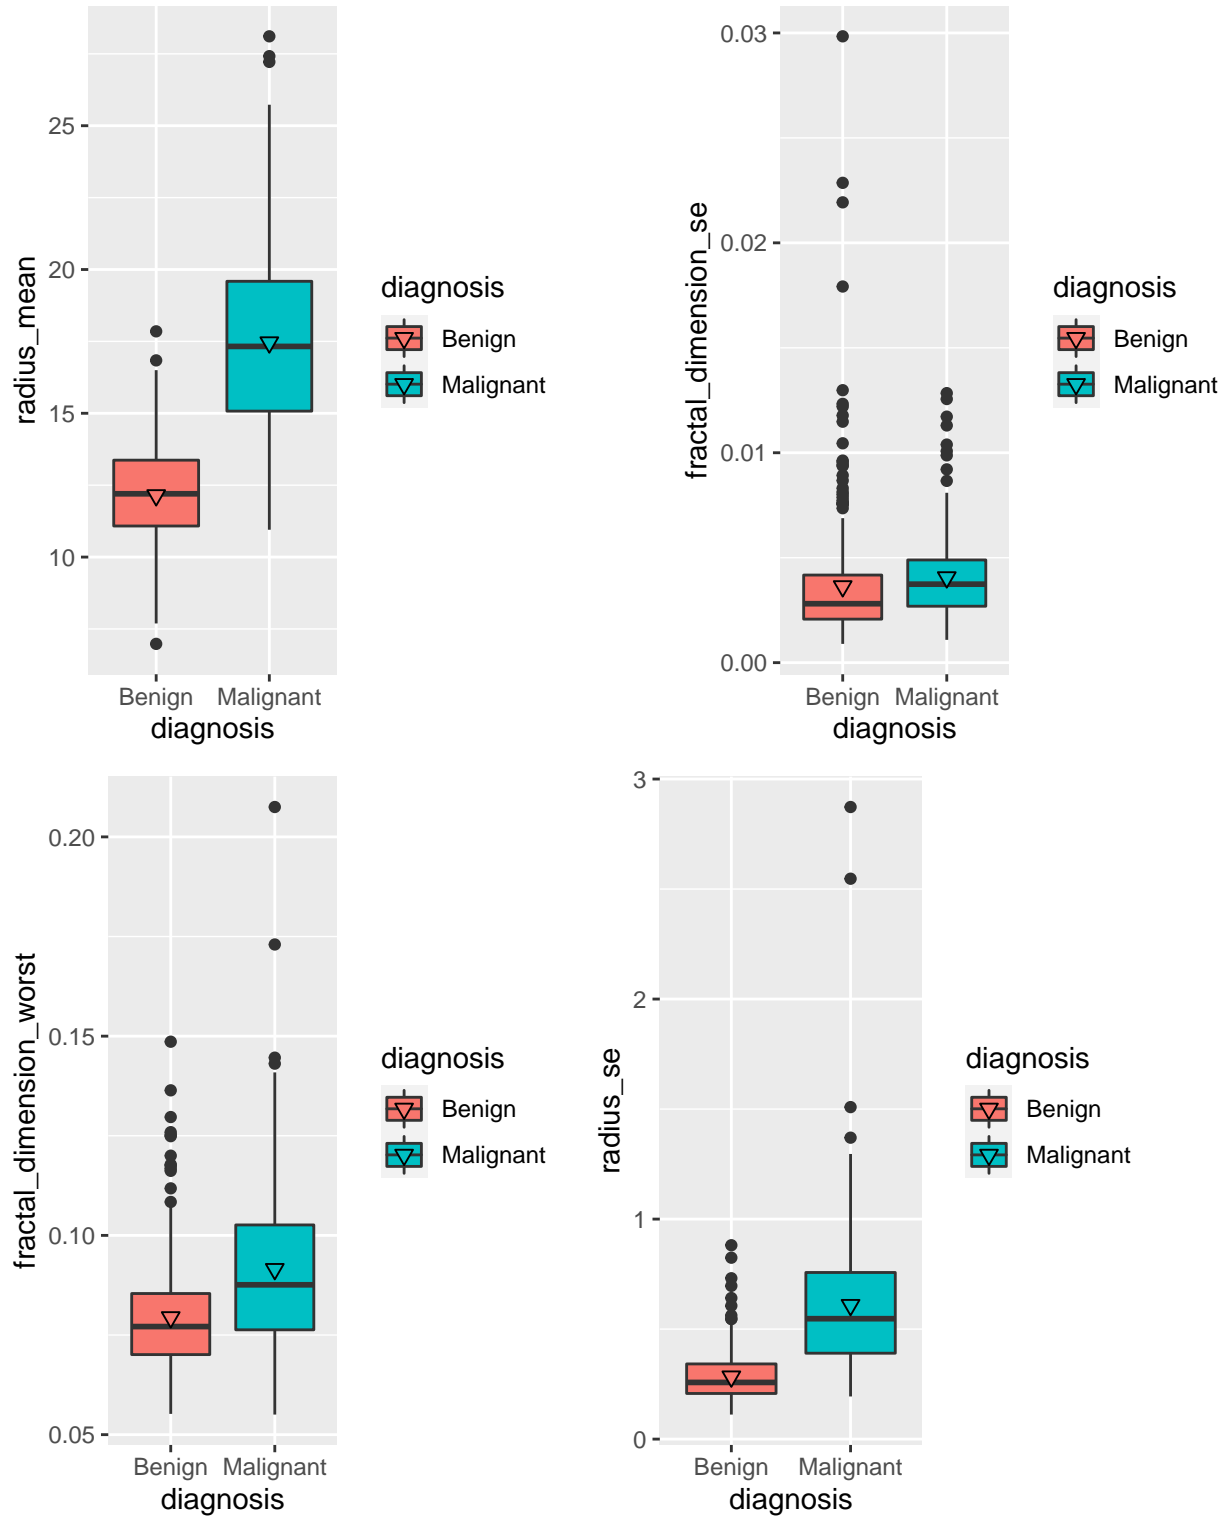 radius_mean
25
20
15
10
Benign Malignant
diagnosis
diagnosis
Benign
Malignant
fractal_dimension_se
0.03
0.02
0.01
0.00
Benign Malignant
diagnosis
diagnosis
Benign
Malignant
fractal_dimension_worst
0.20
0.15
0.10
0.05
Benign Malignant
diagnosis
diagnosis
Benign
Malignant
radius_se
3
2
1
0
Benign Malignant
diagnosis
diagnosis
Benign
Malignant